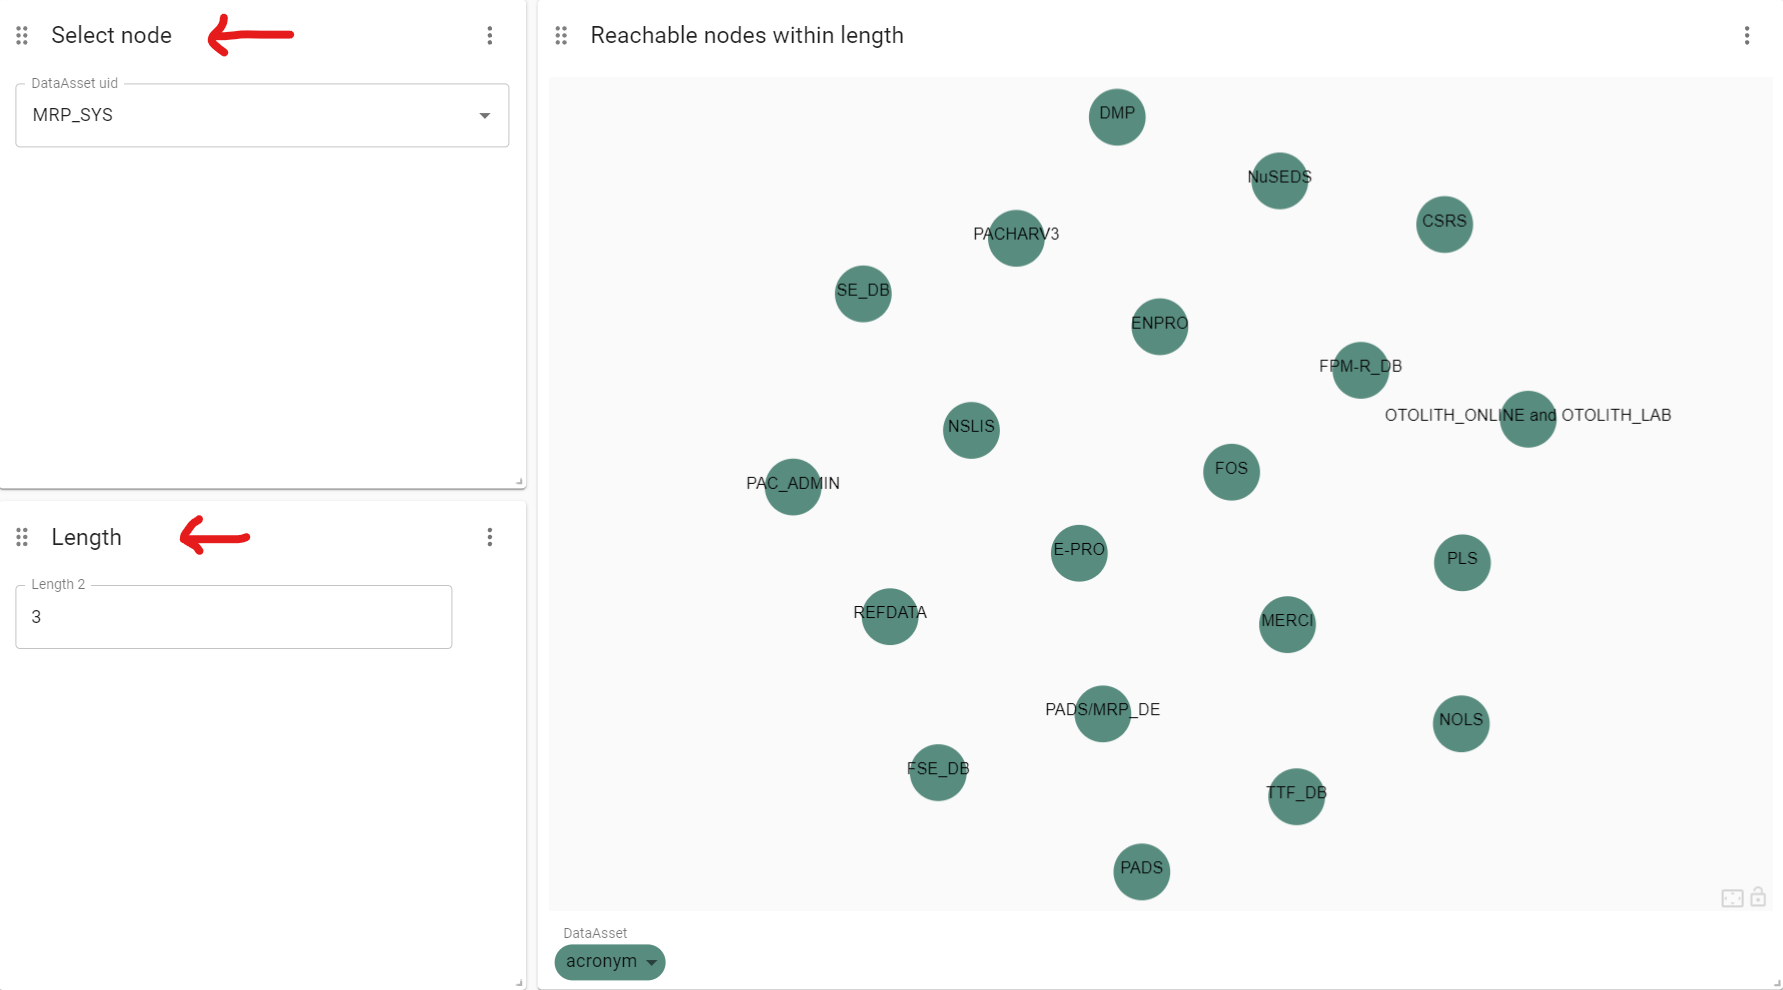 Select node
DataAsset uid
MRP_SYS
Length
Length 2
3
Reachable nodes within length
DMP
NuSEDS
CSRS
PACHARV3
SE_DB
ENPRO
FPM-R_DB
OTOLITH_ONLINE and OTOLITH_LAB
NSLIS
FOS
PAC_ADMIN
E-PRO
PLS
REFDATA
MERCI
PADS/MRP_DE
NOLS
FSE_DB
TTF_DB
PADS
DataAsset
acronym